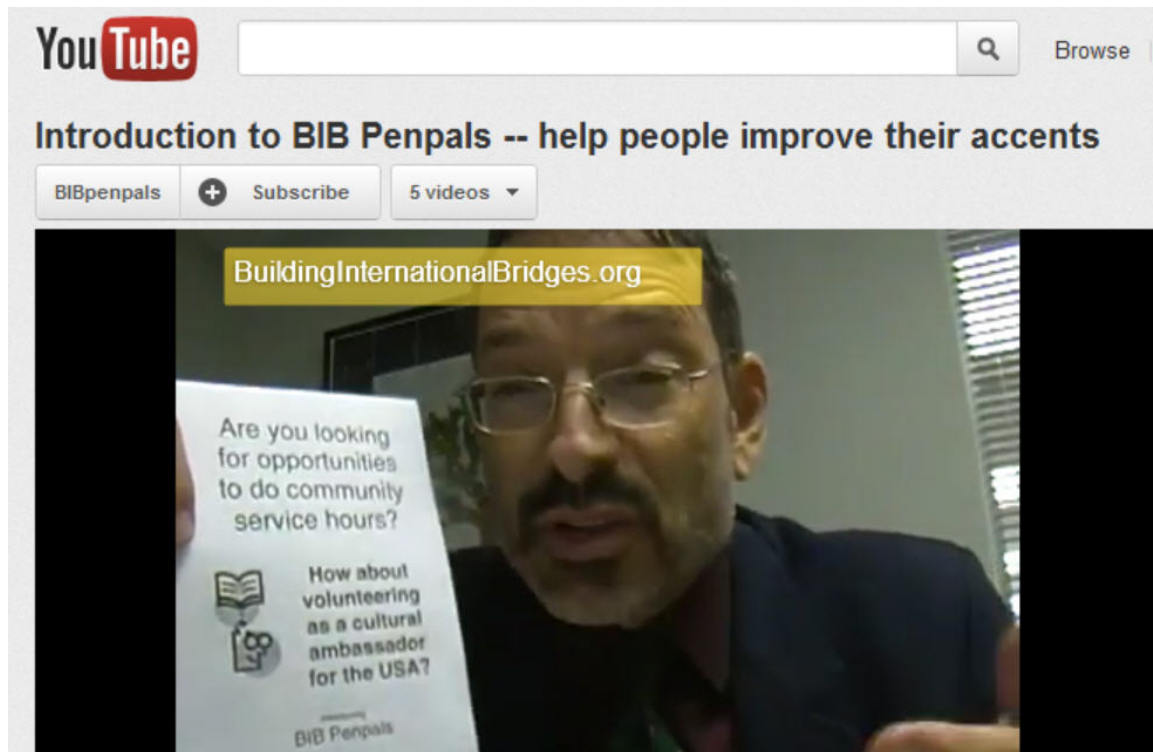 YouTube
Browse
Introduction to BIB Penpals -- help people improve their accents
BIBpenpals
Subscribe
5 videos
BuildingInternationalBridges.org
Are you looking
for opportunities
to do community
service hours?
How about
volunteering
as a cultural
ambassador
for the USA?
BIB Penpals